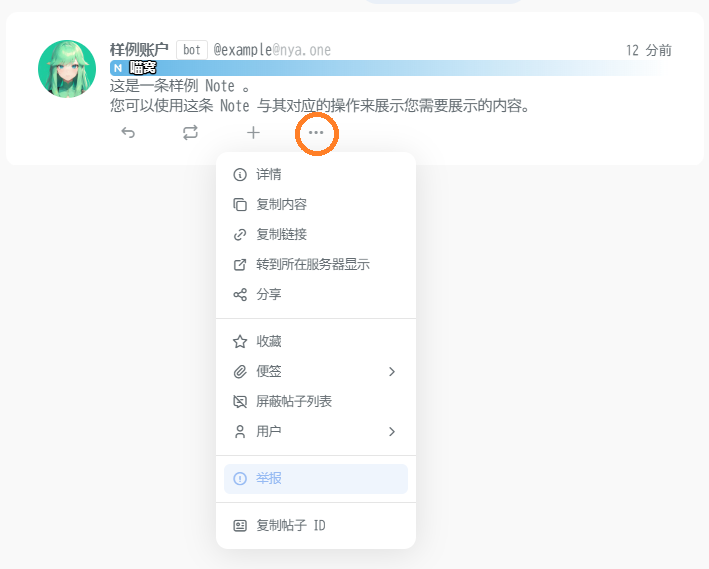 样例账户 bot @example@nya.one 12 分前
N 喵窝
这是一条样例 Note 。
您可以使用这条 Note 与其对应的操作来展示您需要展示的内容。
详情
复制内容
复制链接
转到所在服务器显示
分享
收藏
便签
屏蔽帖子列表
用户
举报
复制帖子 ID